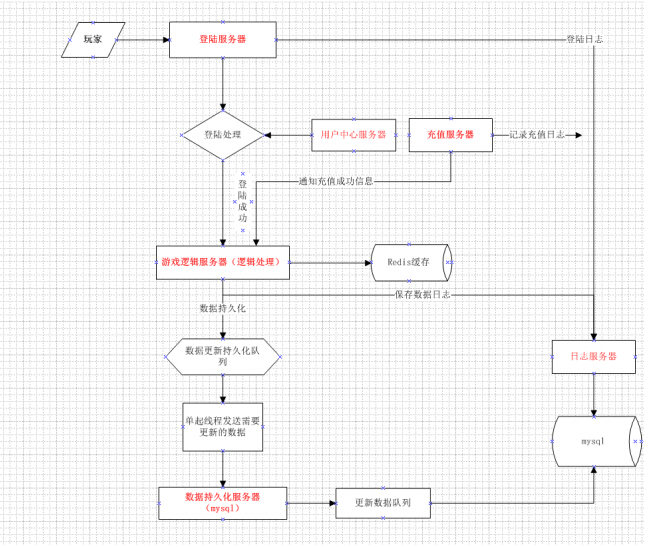 玩家
登陆服务器
登陆日志
登陆处理
用户中心服务器
充值服务器
记录充值日志
登
陆
成
功
通知充值成功信息
游戏逻辑服务器（逻辑处理）
Redis缓存
数据持久化
保存数据日志
数据更新持久化队
列
日志服务器
单起线程发送需要
更新的数据
mysql
数据持久化服务器
（mysql）
更新数据队列